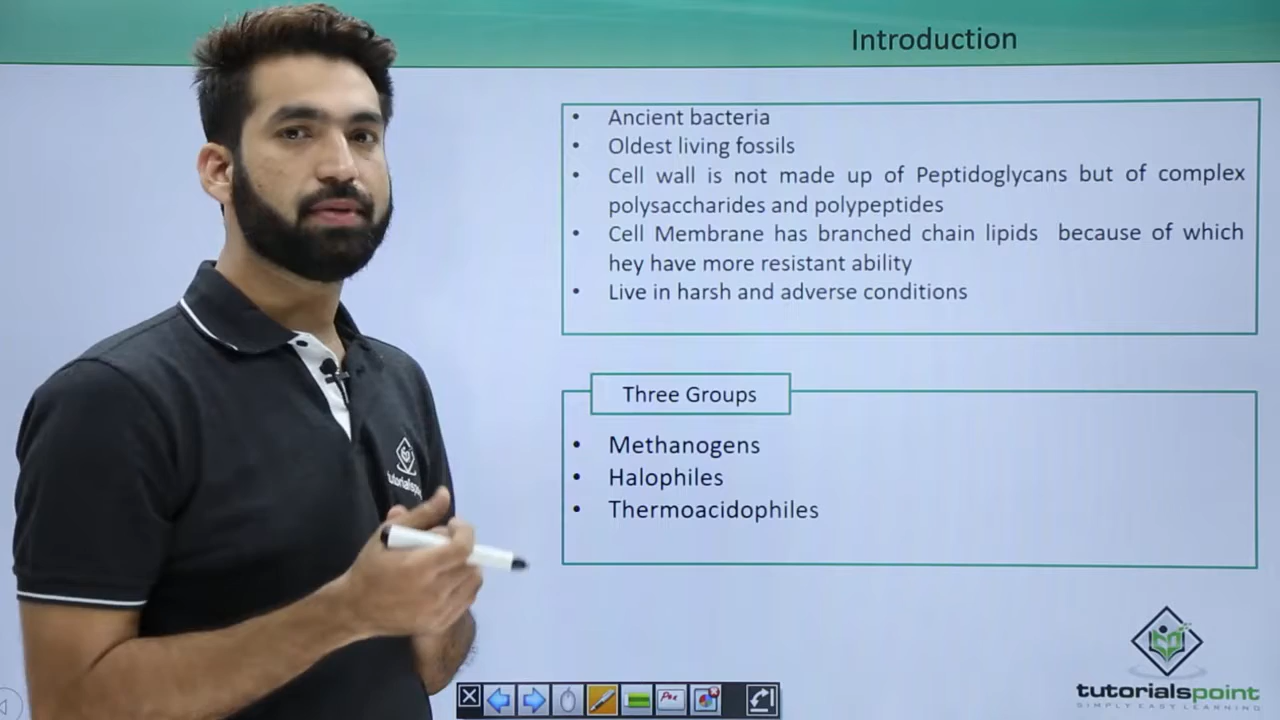 Introduction
• Ancient bacteria
• Oldest living fossils
• Cell wall is not made up of Peptidoglycans but of complex
polysaccharides and polypeptides
• Cell Membrane has branched chain lipids because of which
hey have more resistant ability
• Live in harsh and adverse conditions
Three Groups
• Methanogens
• Halophiles
• Thermoacidophiles
tutorialspoint
SIMPLY EASY LEARNING